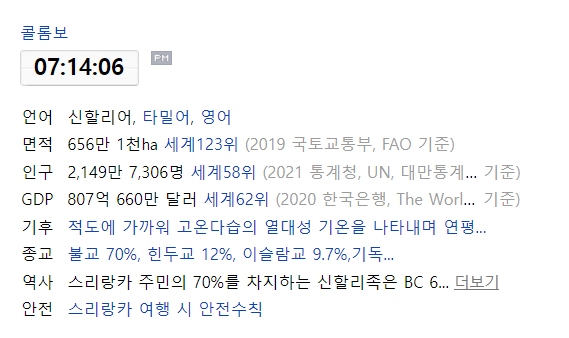 콜롬보
07:14:06 PM
언어 신할리어, 타밀어, 영어
면적 656만 1천ha 세계123위 (2019 국토교통부, FAO 기준)
인구 2,149만 7,306명 세계58위 (2021 통계청, UN, 대만통계... 기준)
GDP 807억 660만 달러 세계62위 (2020 한국은행, The Worl... 기준)
기후 적도에 가까워 고온다습의 열대성 기온을 나타내며 연평...
종교 불교 70%, 힌두교 12%, 이슬람교 9.7%,기독...
역사 스리랑카 주민의 70%를 차지하는 신할리족은 BC 6... 더보기
안전 스리랑카 여행 시 안전수칙